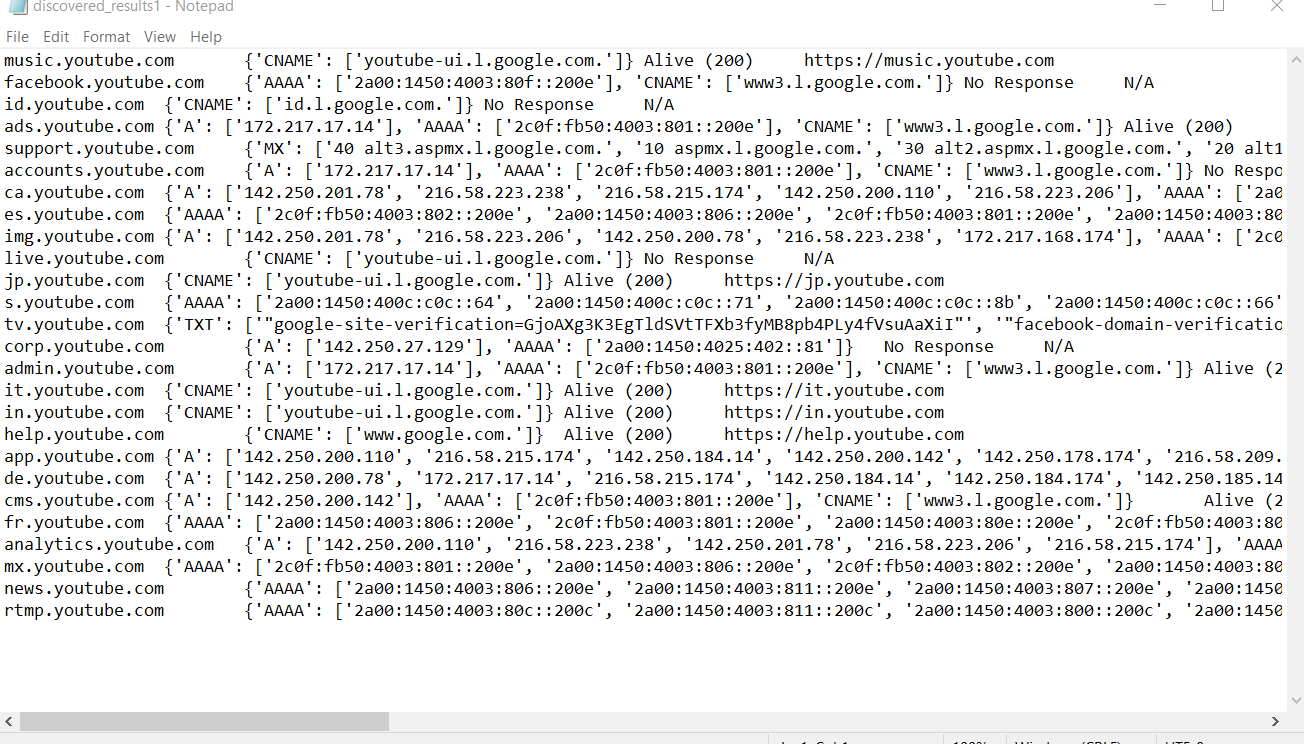 discovered_results1 - Notepad
File Edit Format View Help
music.youtube.com {'CNAME': ['youtube-ui.l.google.com.']} Alive (200) https://music.youtube.com
facebook.youtube.com {'AAAA': ['2a00:1450:4003:80f::200e'], 'CNAME': ['www3.l.google.com.']} No Response N/A
id.youtube.com {'CNAME': ['id.l.google.com.']} No Response N/A
ads.youtube.com {'A': ['172.217.17.14'], 'AAAA': ['2c0f:fb50:4003:801::200e'], 'CNAME': ['www3.l.google.com.']} Alive (200)
support.youtube.com {'MX': ['40 alt3.aspmx.l.google.com.', '10 aspmx.l.google.com.', '30 alt2.aspmx.l.google.com.', '20 alt1
accounts.youtube.com {'A': ['172.217.17.14'], 'AAAA': ['2c0f:fb50:4003:801::200e'], 'CNAME': ['www3.l.google.com.']} No Respo
ca.youtube.com {'A': ['142.250.201.78', '216.58.223.238', '216.58.215.174', '142.250.200.110', '216.58.223.206'], 'AAAA': ['2a0
es.youtube.com {'AAAA': ['2c0f:fb50:4003:802::200e', '2a00:1450:4003:806::200e', '2c0f:fb50:4003:801::200e', '2a00:1450:4003:80
img.youtube.com {'A': ['142.250.201.78', '216.58.223.206', '142.250.200.78', '216.58.223.238', '172.217.168.174'], 'AAAA': ['2c0
live.youtube.com {'CNAME': ['youtube-ui.l.google.com.']} No Response N/A
jp.youtube.com {'CNAME': ['youtube-ui.l.google.com.']} Alive (200) https://jp.youtube.com
s.youtube.com {'AAAA': ['2a00:1450:400c:c0c::64', '2a00:1450:400c:c0c::71', '2a00:1450:400c:c0c::8b', '2a00:1450:400c:c0c::66'
tv.youtube.com {'TXT': ['"google-site-verification=GjoAXg3K3EgTldSVtTFXb3fyMB8pb4PLy4fVsuAaXiI"', '"facebook-domain-verificatio
corp.youtube.com {'A': ['142.250.27.129'], 'AAAA': ['2a00:1450:4025:402::81']} No Response N/A
admin.youtube.com {'A': ['172.217.17.14'], 'AAAA': ['2c0f:fb50:4003:801::200e'], 'CNAME': ['www3.l.google.com.']} Alive (2
it.youtube.com {'CNAME': ['youtube-ui.l.google.com.']} Alive (200) https://it.youtube.com
in.youtube.com {'CNAME': ['youtube-ui.l.google.com.']} Alive (200) https://in.youtube.com
help.youtube.com {'CNAME': ['www.google.com.']} Alive (200) https://help.youtube.com
app.youtube.com {'A': ['142.250.200.110', '216.58.215.174', '142.250.184.14', '142.250.200.142', '142.250.178.174', '216.58.209.
de.youtube.com {'A': ['142.250.200.78', '172.217.17.14', '216.58.215.174', '142.250.184.14', '142.250.184.174', '142.250.185.14
cms.youtube.com {'A': ['142.250.200.142'], 'AAAA': ['2c0f:fb50:4003:801::200e'], 'CNAME': ['www3.l.google.com.']} Alive (2
fr.youtube.com {'AAAA': ['2a00:1450:4003:806::200e', '2c0f:fb50:4003:801::200e', '2a00:1450:4003:80e::200e', '2c0f:fb50:4003:80
analytics.youtube.com {'A': ['142.250.200.110', '216.58.223.238', '142.250.201.78', '216.58.223.206', '216.58.215.174'], 'AAAA
mx.youtube.com {'AAAA': ['2c0f:fb50:4003:801::200e', '2a00:1450:4003:806::200e', '2c0f:fb50:4003:802::200e', '2a00:1450:4003:80
news.youtube.com {'AAAA': ['2a00:1450:4003:806::200e', '2a00:1450:4003:811::200e', '2a00:1450:4003:807::200e', '2a00:1450
rtmp.youtube.com {'AAAA': ['2a00:1450:4003:80c::200c', '2a00:1450:4003:811::200c', '2a00:1450:4003:800::200c', '2a00:1450